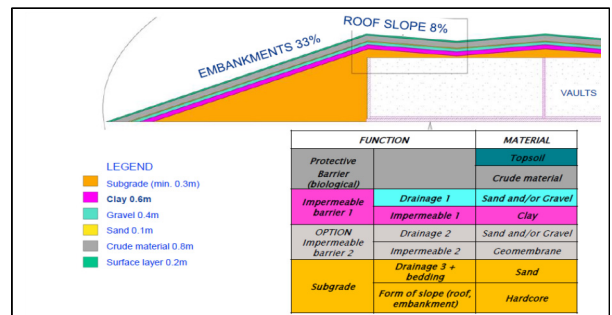 ROOF SLOPE 8%
EMBANKMENTS 33%
VAULTS
LEGEND
Subgrade (min. 0.3m)
Clay 0.6m
Gravel 0.4m
Sand 0.1m
Crude material 0.8m
Surface layer 0.2m
FUNCTION MATERIAL
Protective Barrier (biological) Topsoil
Crude material
Impermeable barrier 1 Drainage 1 Sand and/or Gravel
Impermeable 1 Clay
OPTION Impermeable barrier 2 Drainage 2 Sand and/or Gravel
Impermeable 2 Geomembrane
Subgrade Drainage 3 + bedding Sand
Form of slope (roof, embankment) Hardcore